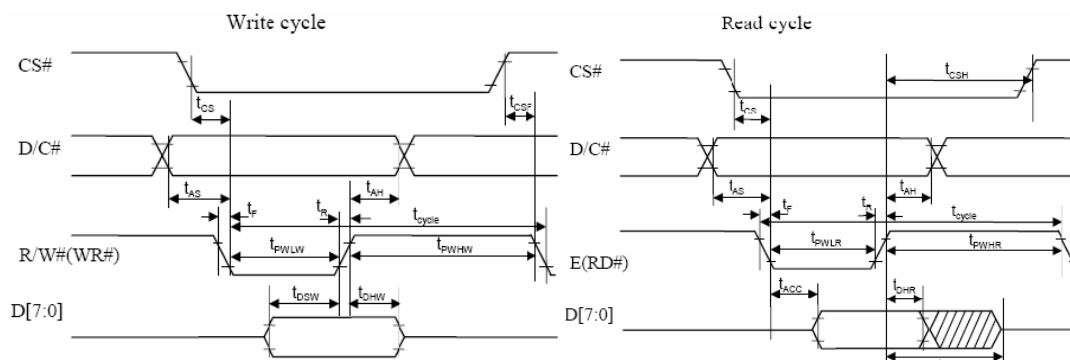 Write cycle
CS#
tCS
tCSF
D/C#
tAS
tAH
tF
tR
tcycle
R/W#(WR#)
tPWLW
tPWHW
tDSW
tDHW
D[7:0]
Read cycle
CS#
tCSH
tCS
D/C#
tAS
tAH
tF
tR
tcycle
E(RD#)
tPWLR
tPWHR
tACC
tDHR
D[7:0]